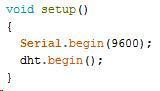 void setup()
{
  Serial.begin(9600);
  dht.begin();
}